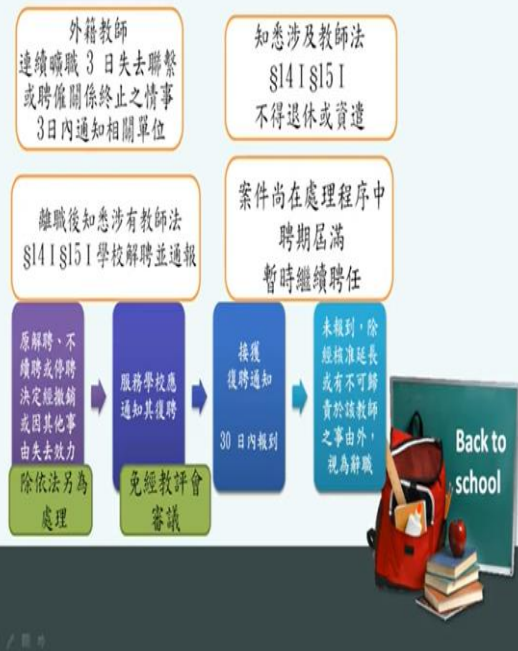 外籍教師
連續曠職 3 日失去聯繫
或聘僱關係終止之情事
3日內通知相關單位
知悉涉及教師法
§14 I §15 I
不得退休或資遣
離職後知悉涉有教師法
§14 I §15 I 學校解聘並通報
案件尚在處理程序中
聘期屆滿
暫時繼續聘任
原解聘、不
續聘或停聘
決定經撤銷
或因其他事
由失去效力
除依法另為
處理
服務學校應
通知其復聘
免經教評會
審議
接獲
復聘通知
30 日內報到
未報到，除
經核准延長
或有不可歸
責於該教師
之事由外，
視為辭職
Back to
school